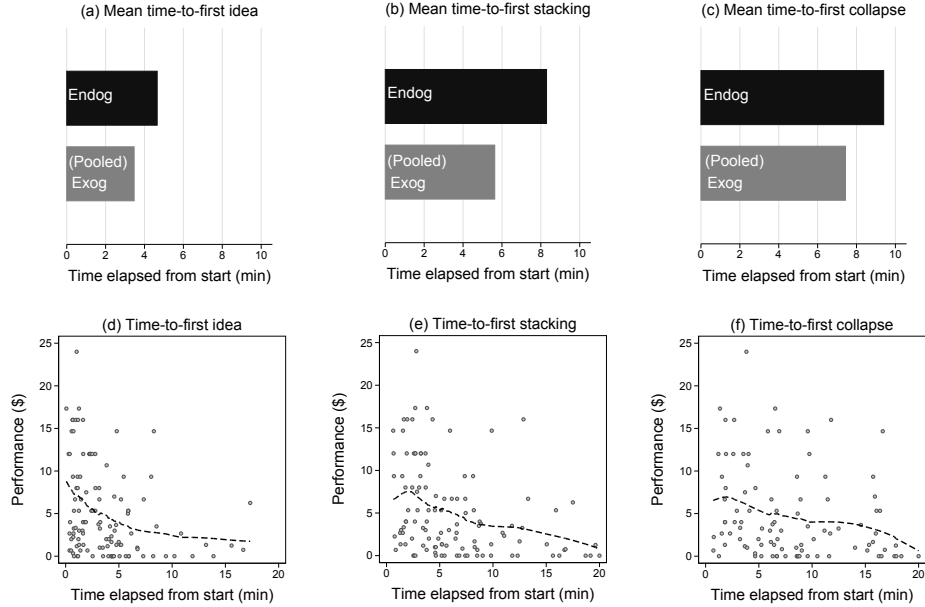 (a) Mean time-to-first idea
Endog
(Pooled)
Exog
0 2 4 6 8 10
Time elapsed from start (min)
(b) Mean time-to-first stacking
Endog
(Pooled)
Exog
0 2 4 6 8 10
Time elapsed from start (min)
(c) Mean time-to-first collapse
Endog
(Pooled)
Exog
0 2 4 6 8 10
Time elapsed from start (min)
(d) Time-to-first idea
Performance ($)
25
20
15
10
5
0
0 5 10 15 20
Time elapsed from start (min)
(e) Time-to-first stacking
Performance ($)
25
20
15
10
5
0
0 5 10 15 20
Time elapsed from start (min)
(f) Time-to-first collapse
Performance ($)
25
20
15
10
5
0
0 5 10 15 20
Time elapsed from start (min)